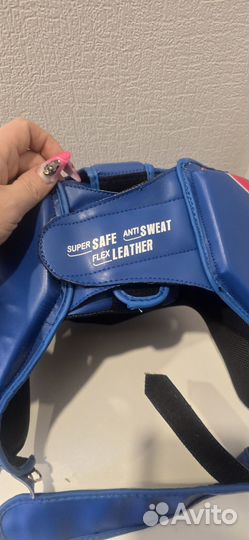 SUPER SAFE ANTI SWEAT
FLEX LEATHER
Avito